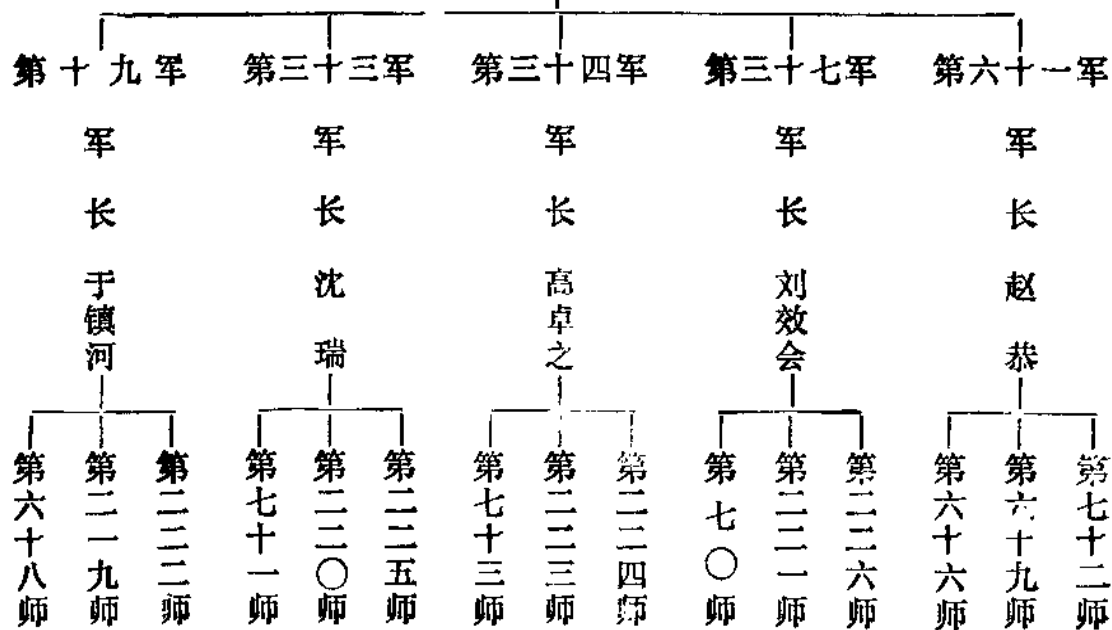 第十九军
第三十三军
第三十四军
第三十七军
第六十一军
军长 于镇河
军长 沈瑞
军长 高卓之
军长 刘效会
军长 赵恭
第六十八师
第二一九师
第二二二师
第七十一师
第二二〇师
第二二五师
第七十三师
第二二三师
第二二四师
第七〇师
第二二一师
第二二六师
第六十六师
第六十九师
第七十二师